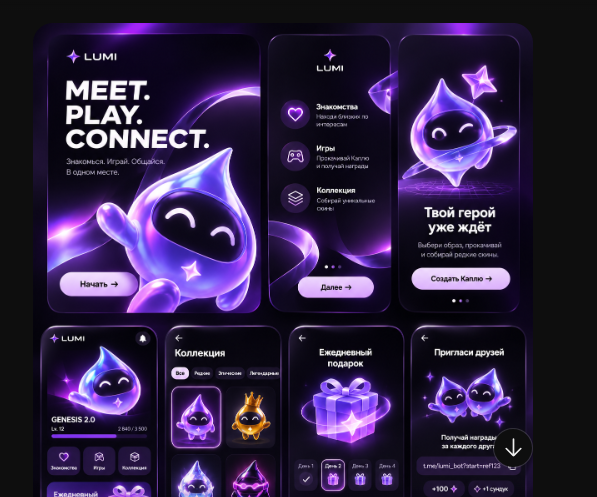 LUMI
MEET.
PLAY.
CONNECT.
Знакомься. Играй. Общайся.
В одном месте.
Начать →
LUMI
Знакомства
Находи близких по
интересам
Игры
Прокачивай Каплю
и получай награды
Коллекция
Собирай уникальные
скины
Далее →
Твой герой
уже ждёт
Выбери образ, прокачивай
и собирай редкие скины.
Создать Каплю →
LUMI
GENESIS 2.0
Lv. 12
2 840 / 3 500
Знакомства
Игры
Коллекция
Ежедневный
Коллекция
Все
Редкие
Эпические
Легендарные
Ежедневный
подарок
День 1
День 2
День 3
День 4
Пригласи друзей
Получай награды
за каждого
t.me/lumi_bot?start=ref123
+100
+1 сундук